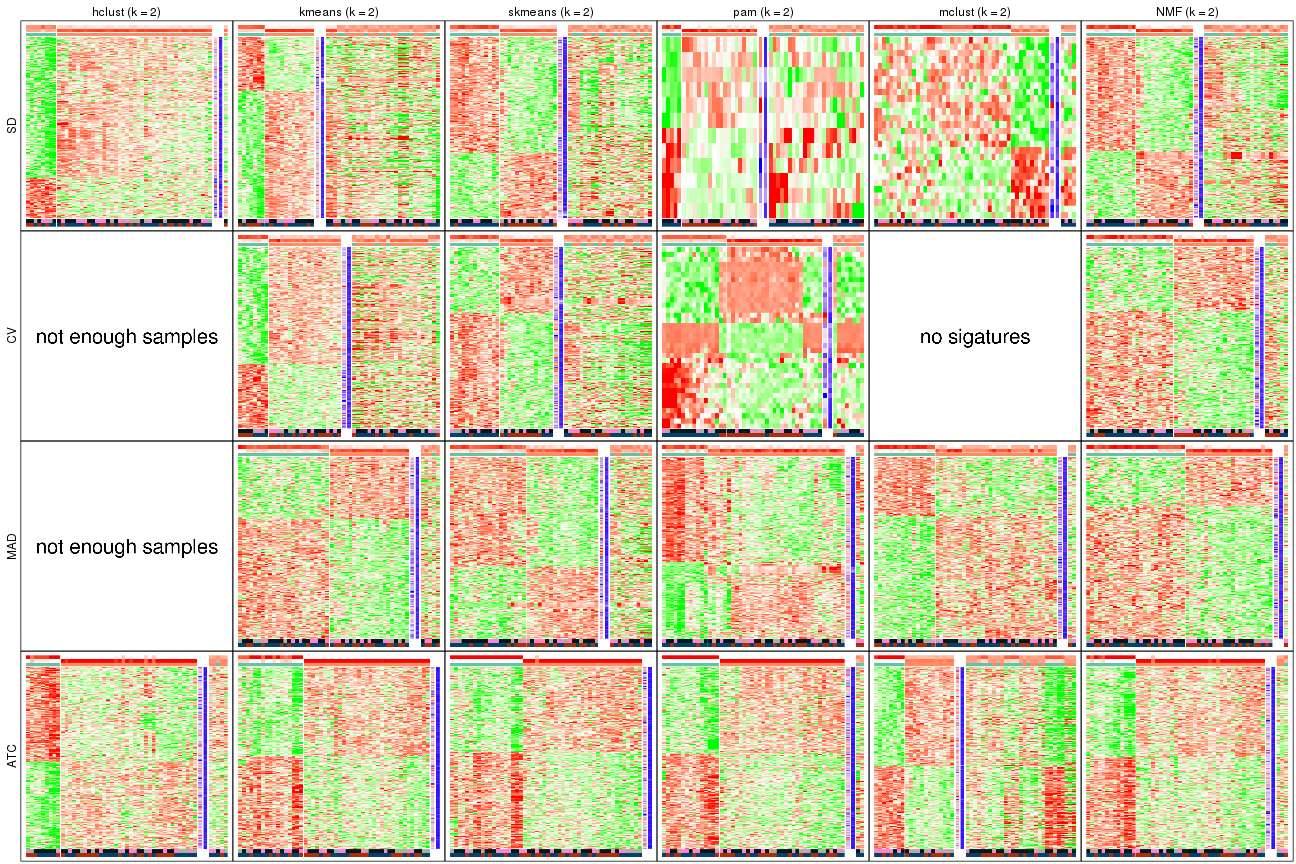 hclust (k = 2)
kmeans (k = 2)
skmeans (k = 2)
pam (k = 2)
mclust (k = 2)
NMF (k = 2)
SD
CV
not enough samples
no sigatures
MAD
not enough samples
ATC